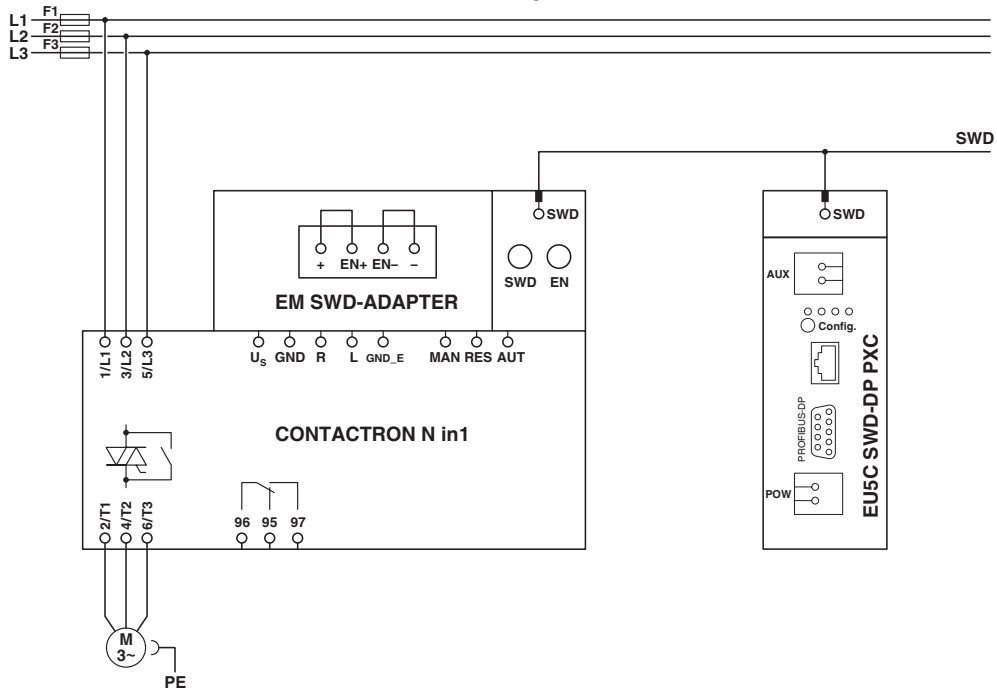 L1 F1
L2 F2
L3 F3
SWD
SWD
SWD
+ EN+ EN– –
SWD EN
EM SWD-ADAPTER
AUX
Config.
1/L1 3/L2 5/L3
US GND R L GND_E MAN RES AUT
CONTACTRON N in1
PROFIBUS-DP
EU5C SWD-DP PXC
POW
2/T1 4/T2 6/T3
96 95 97
M
3~
PE